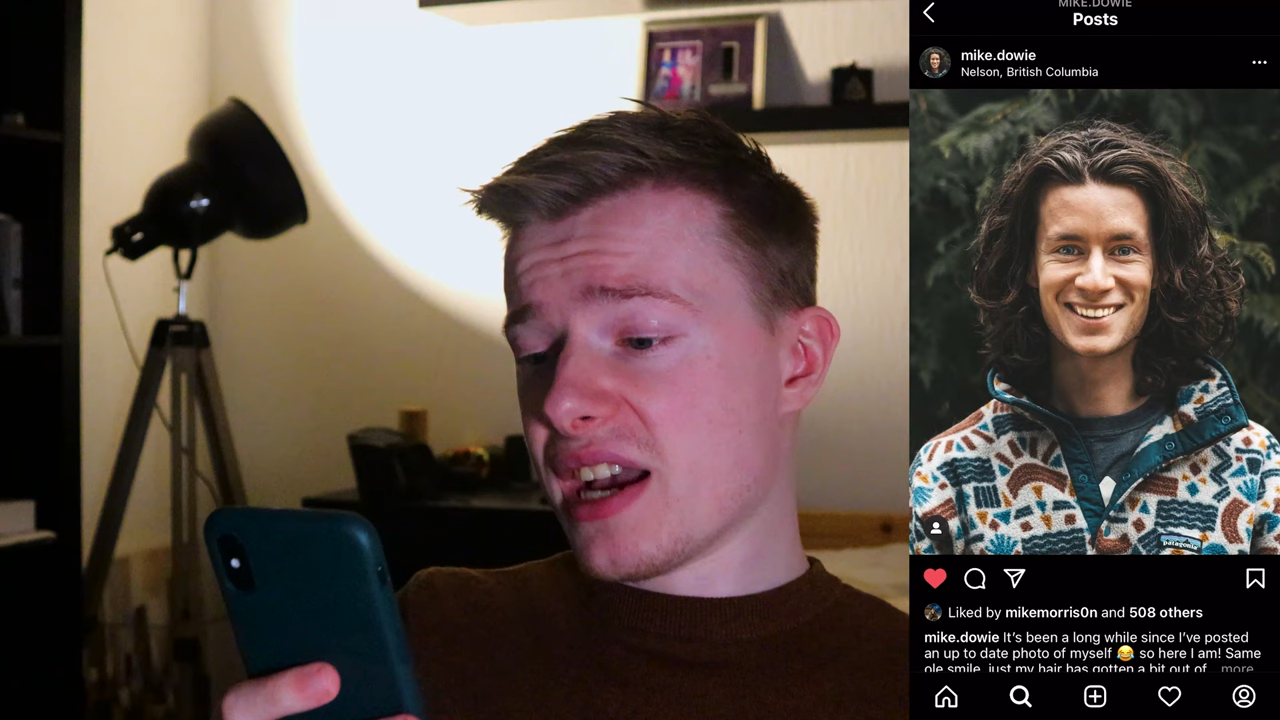 MIKE.DOWIE
Posts
mike.dowie
Nelson, British Columbia
patagonia
Liked by mikemorris0n and 508 others
mike.dowie It’s been a long while since I’ve posted
an up to date photo of myself 😂 so here I am! Same
ole smile, just my hair has gotten a bit out of... more